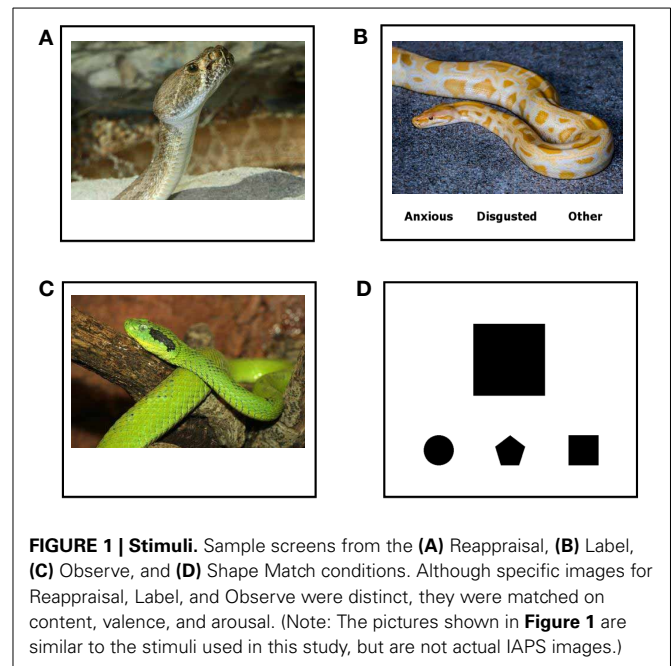 A
B
Anxious Disgusted Other
C
D
FIGURE 1 | Stimuli. Sample screens from the (A) Reappraisal, (B) Label,
(C) Observe, and (D) Shape Match conditions. Although specific images for
Reappraisal, Label, and Observe were distinct, they were matched on
content, valence, and arousal. (Note: The pictures shown in Figure 1 are
similar to the stimuli used in this study, but are not actual IAPS images.)